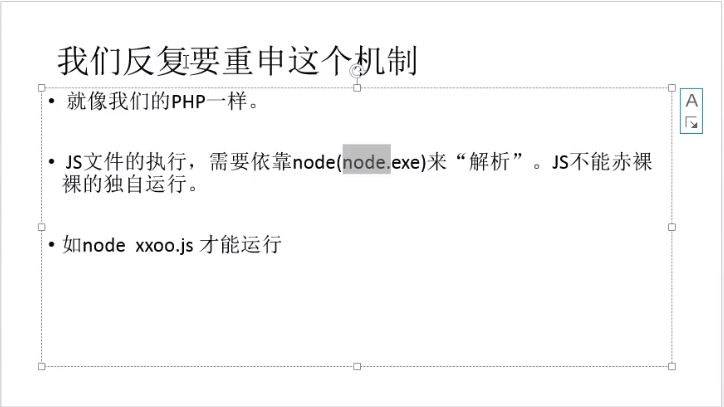 我们反复要重申这个机制
• 就像我们的PHP一样。
• JS文件的执行，需要依靠node(node.exe)来“解析”。JS不能赤裸
裸的独自运行。
• 如node xxoo.js 才能运行
A